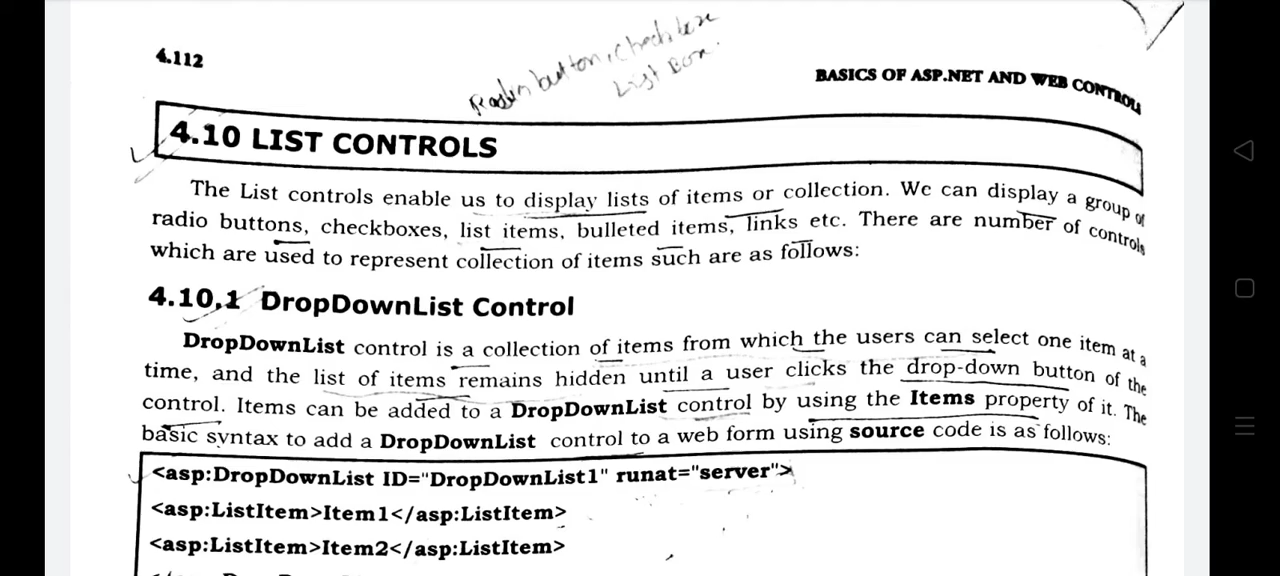 4.112
Radio button, Check box
List Box.
BASICS OF ASP.NET AND WEB CONTROLS
4.10 LIST CONTROLS
The List controls enable us to display lists of items or collection. We can display a group of
radio buttons, checkboxes, list items, bulleted items, links etc. There are number of controls
which are used to represent collection of items such are as follows:
4.10.1 DropDownList Control
DropDownList control is a collection of items from which the users can select one item at a
time, and the list of items remains hidden until a user clicks the drop-down button of the
control. Items can be added to a DropDownList control by using the Items property of it. The
basic syntax to add a DropDownList control to a web form using source code is as follows:
<asp:DropDownList ID="DropDownList1" runat="server">
<asp:ListItem>Item1</asp:ListItem>
<asp:ListItem>Item2</asp:ListItem>